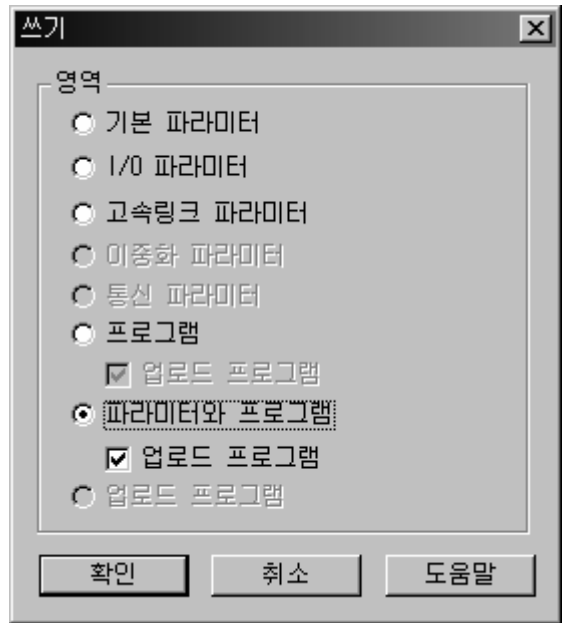 쓰기
영역
기본 파라미터
I/O 파라미터
고속링크 파라미터
이중화 파라미터
통신 파라미터
프로그램
업로드 프로그램
파라미터와 프로그램
업로드 프로그램
업로드 프로그램
확인 취소 도움말